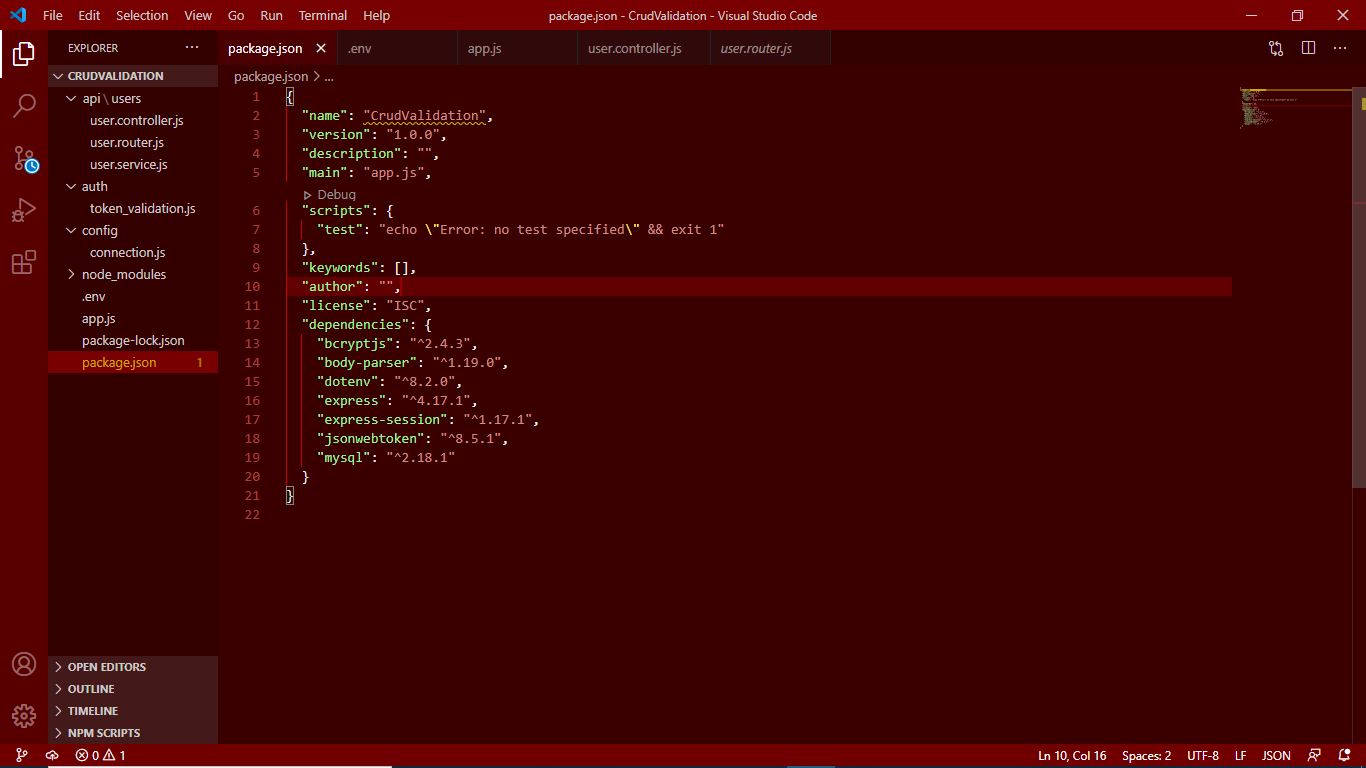 File Edit Selection View Go Run Terminal Help package.json - CrudValidation - Visual Studio Code
EXPLORER ... package.json .env app.js user.controller.js user.router.js
CRUDVALIDATION
package.json > ...
api \ users
user.controller.js
user.router.js
user.service.js
auth
token_validation.js
config
connection.js
node_modules
.env
app.js
package-lock.json
package.json 1
OPEN EDITORS
OUTLINE
TIMELINE
NPM SCRIPTS
1 {
2 "name": "CrudValidation",
3 "version": "1.0.0",
4 "description": "",
5 "main": "app.js",
Debug
6 "scripts": {
7 "test": "echo \"Error: no test specified\" && exit 1"
8 },
9 "keywords": [],
10 "author": "",
11 "license": "ISC",
12 "dependencies": {
13 "bcryptjs": "^2.4.3",
14 "body-parser": "^1.19.0",
15 "dotenv": "^8.2.0",
16 "express": "^4.17.1",
17 "express-session": "^1.17.1",
18 "jsonwebtoken": "^8.5.1",
19 "mysql": "^2.18.1"
20 }
21 }
22
0 1 Ln 10, Col 16 Spaces: 2 UTF-8 LF JSON